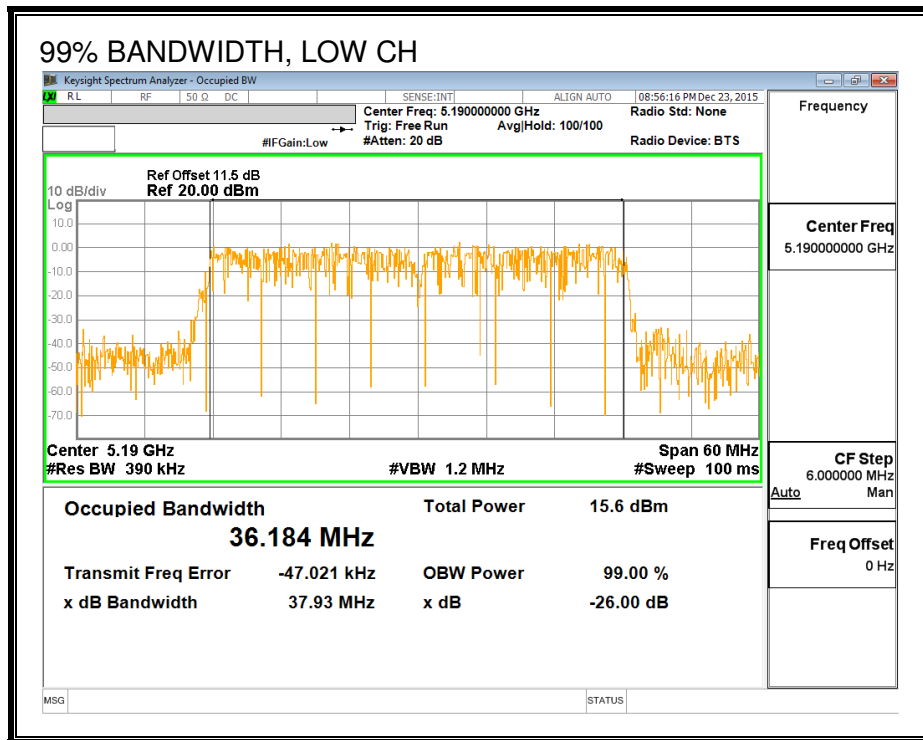 99% BANDWIDTH, LOW CH
Keysight Spectrum Analyzer - Occupied BW
LXI RL RF 50 Ω DC SENSE:INT ALIGN AUTO 08:56:16 PM Dec 23, 2015
Center Freq: 5.190000000 GHz Radio Std: None
Trig: Free Run Avg|Hold: 100/100
#IFGain:Low #Atten: 20 dB Radio Device: BTS
Frequency
Ref Offset 11.5 dB
10 dB/div Ref 20.00 dBm
Log
10.0
0.00
-10.0
-20.0
-30.0
-40.0
-50.0
-60.0
-70.0
Center 5.19 GHz Span 60 MHz
#Res BW 390 kHz #VBW 1.2 MHz #Sweep 100 ms
Center Freq
5.190000000 GHz
CF Step
6.000000 MHz
Auto Man
Freq Offset
0 Hz
Occupied Bandwidth Total Power 15.6 dBm
36.184 MHz
Transmit Freq Error -47.021 kHz OBW Power 99.00 %
x dB Bandwidth 37.93 MHz x dB -26.00 dB
MSG STATUS